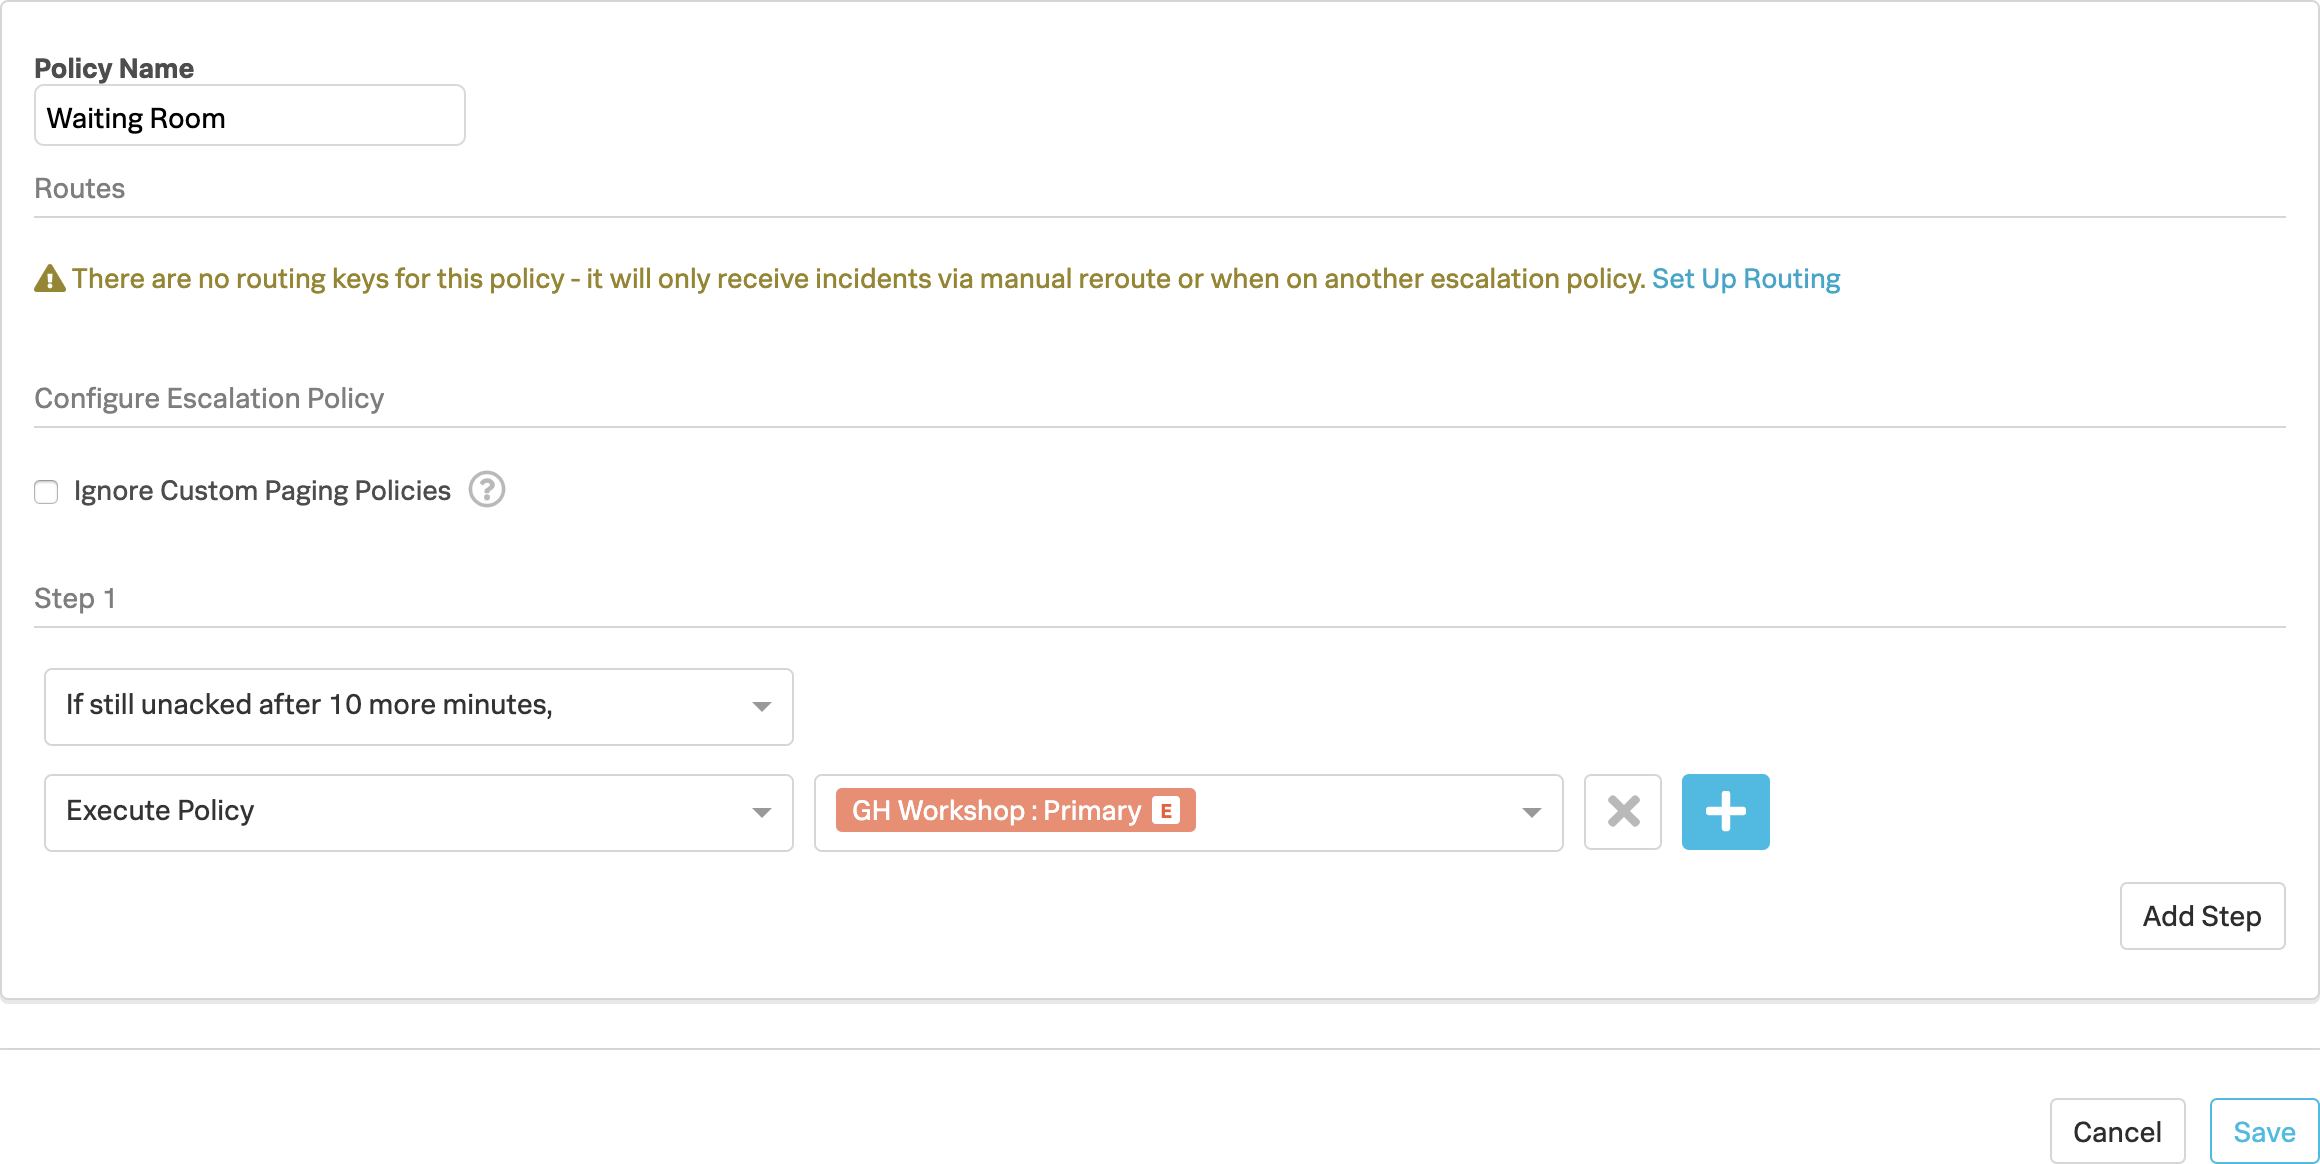 Policy Name
Waiting Room
Routes
There are no routing keys for this policy - it will only receive incidents via manual reroute or when on another escalation policy. Set Up Routing
Configure Escalation Policy
Ignore Custom Paging Policies ?
Step 1
If still unacked after 10 more minutes,
Execute Policy GH Workshop : Primary E
Add Step
Cancel Save